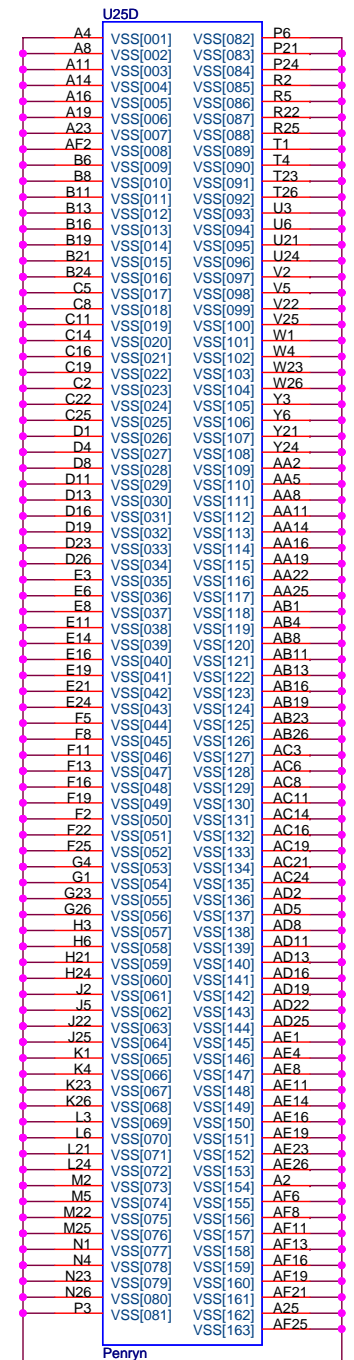 U25D
A4 VSS[001] VSS[082] P6
A8 VSS[002] VSS[083] P21
A11 VSS[003] VSS[084] P24
A14 VSS[004] VSS[085] R2
A16 VSS[005] VSS[086] R5
A19 VSS[006] VSS[087] R22
A23 VSS[007] VSS[088] R25
AF2 VSS[008] VSS[089] T1
B6 VSS[009] VSS[090] T4
B8 VSS[010] VSS[091] T23
B11 VSS[011] VSS[092] T26
B13 VSS[012] VSS[093] U3
B16 VSS[013] VSS[094] U6
B19 VSS[014] VSS[095] U21
B21 VSS[015] VSS[096] U24
B24 VSS[016] VSS[097] V2
C5 VSS[017] VSS[098] V5
C8 VSS[018] VSS[099] V22
C11 VSS[019] VSS[100] V25
C14 VSS[020] VSS[101] W1
C16 VSS[021] VSS[102] W4
C19 VSS[022] VSS[103] W23
C2 VSS[023] VSS[104] W26
C22 VSS[024] VSS[105] Y3
C25 VSS[025] VSS[106] Y6
D1 VSS[026] VSS[107] Y21
D4 VSS[027] VSS[108] Y24
D8 VSS[028] VSS[109] AA2
D11 VSS[029] VSS[110] AA5
D13 VSS[030] VSS[111] AA8
D16 VSS[031] VSS[112] AA11
D19 VSS[032] VSS[113] AA14
D23 VSS[033] VSS[114] AA16
D26 VSS[034] VSS[115] AA19
E3 VSS[035] VSS[116] AA22
E6 VSS[036] VSS[117] AA25
E8 VSS[037] VSS[118] AB1
E11 VSS[038] VSS[119] AB4
E14 VSS[039] VSS[120] AB8
E16 VSS[040] VSS[121] AB11
E19 VSS[041] VSS[122] AB13
E21 VSS[042] VSS[123] AB16
E24 VSS[043] VSS[124] AB19
F5 VSS[044] VSS[125] AB23
F8 VSS[045] VSS[126] AB26
F11 VSS[046] VSS[127] AC3
F13 VSS[047] VSS[128] AC6
F16 VSS[048] VSS[129] AC8
F19 VSS[049] VSS[130] AC11
F2 VSS[050] VSS[131] AC14
F22 VSS[051] VSS[132] AC16
F25 VSS[052] VSS[133] AC19
G4 VSS[053] VSS[134] AC21
G1 VSS[054] VSS[135] AC24
G23 VSS[055] VSS[136] AD2
G26 VSS[056] VSS[137] AD5
H3 VSS[057] VSS[138] AD8
H6 VSS[058] VSS[139] AD11
H21 VSS[059] VSS[140] AD13
H24 VSS[060] VSS[141] AD16
J2 VSS[061] VSS[142] AD19
J5 VSS[062] VSS[143] AD22
J22 VSS[063] VSS[144] AD25
J25 VSS[064] VSS[145] AE1
K1 VSS[065] VSS[146] AE4
K4 VSS[066] VSS[147] AE8
K23 VSS[067] VSS[148] AE11
K26 VSS[068] VSS[149] AE14
L3 VSS[069] VSS[150] AE16
L6 VSS[070] VSS[151] AE19
L21 VSS[071] VSS[152] AE23
L24 VSS[072] VSS[153] AE26
M2 VSS[073] VSS[154] A2
M5 VSS[074] VSS[155] AF6
M22 VSS[075] VSS[156] AF8
M25 VSS[076] VSS[157] AF11
N1 VSS[077] VSS[158] AF13
N4 VSS[078] VSS[159] AF16
N23 VSS[079] VSS[160] AF19
N26 VSS[080] VSS[161] AF21
P3 VSS[081] VSS[162] A25
VSS[163] AF25
Penryn